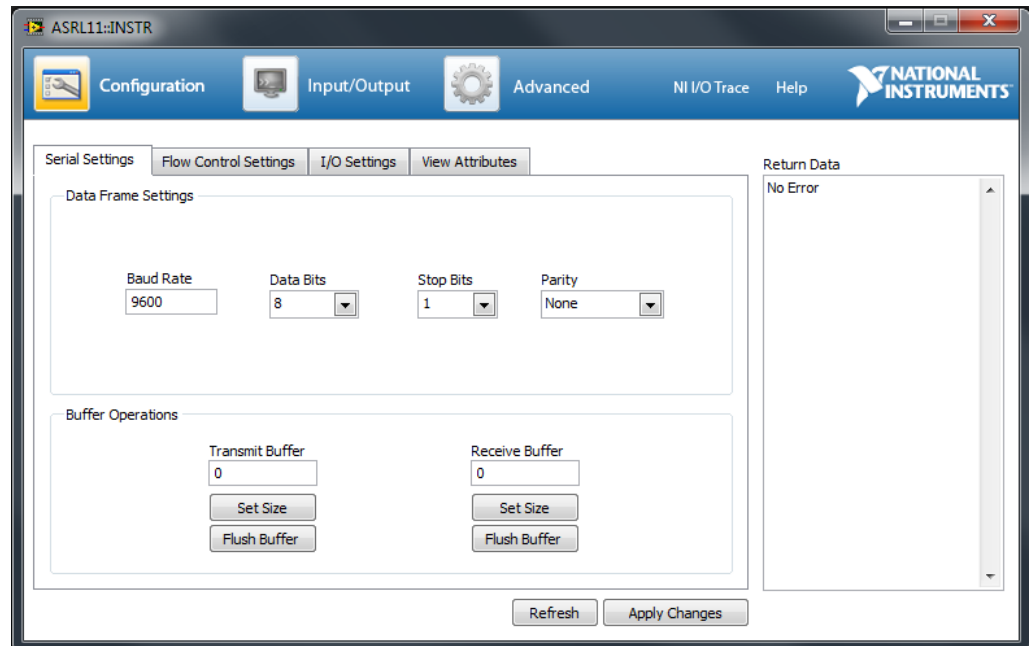 ASRL11::INSTR
Configuration
Input/Output
Advanced
NI I/O Trace
Help
NATIONAL
INSTRUMENTS
Serial Settings
Flow Control Settings
I/O Settings
View Attributes
Return Data
No Error
Data Frame Settings
Baud Rate
Data Bits
Stop Bits
Parity
9600
8
1
None
Buffer Operations
Transmit Buffer
Receive Buffer
0
0
Set Size
Set Size
Flush Buffer
Flush Buffer
Refresh
Apply Changes